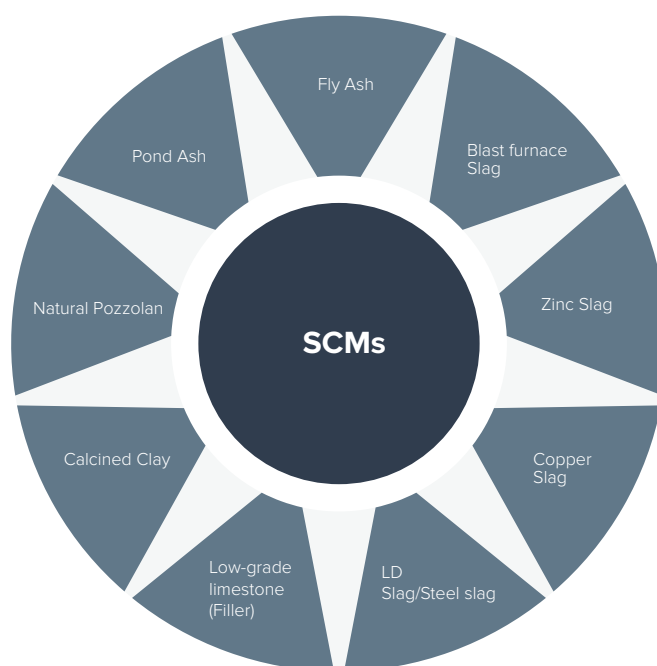 Fly Ash
Blast furnace
Slag
Zinc Slag
Copper
Slag
LD
Slag/Steel slag
Low-grade
limestone
(Filler)
Calcined Clay
Natural Pozzolan
Pond Ash
SCMs